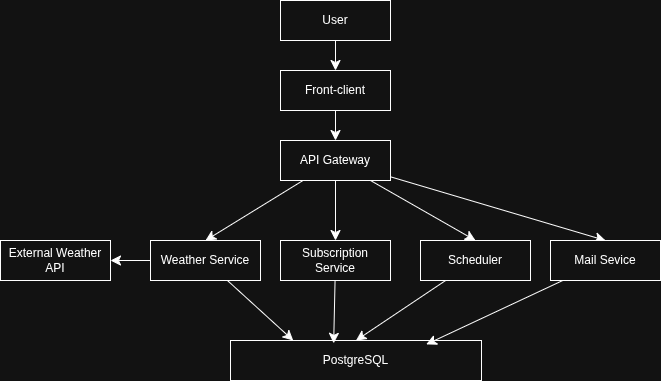 User
Front-client
API Gateway
External Weather
API
Weather Service
Subscription
Service
Scheduler
Mail Sevice
PostgreSQL